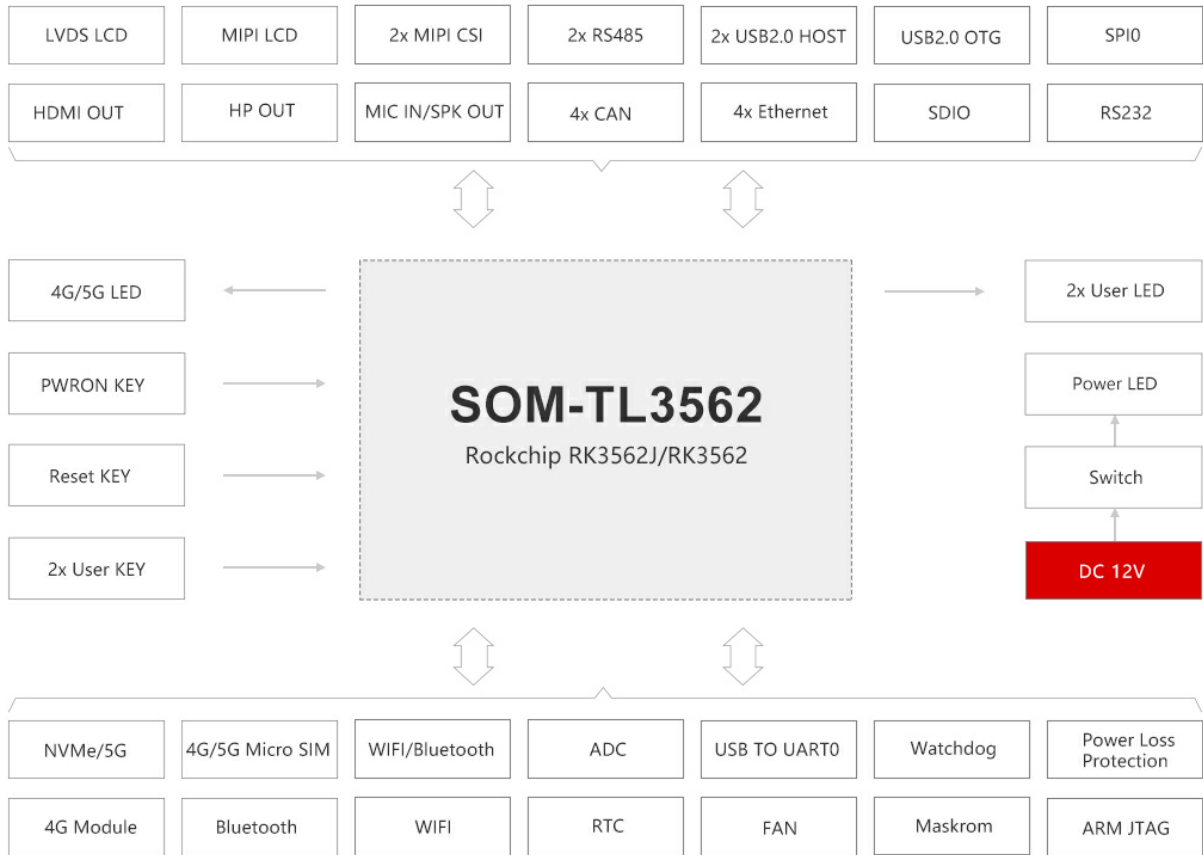 LVDS LCD
MIPI LCD
2x MIPI CSI
2x RS485
2x USB2.0 HOST
USB2.0 OTG
SPI0
HDMI OUT
HP OUT
MIC IN/SPK OUT
4x CAN
4x Ethernet
SDIO
RS232
4G/5G LED
2x User LED
PWRON KEY
Power LED
SOM-TL3562
Rockchip RK3562J/RK3562
Reset KEY
Switch
2x User KEY
DC 12V
NVMe/5G
4G/5G Micro SIM
WIFI/Bluetooth
ADC
USB TO UART0
Watchdog
Power Loss
Protection
4G Module
Bluetooth
WIFI
RTC
FAN
Maskrom
ARM JTAG